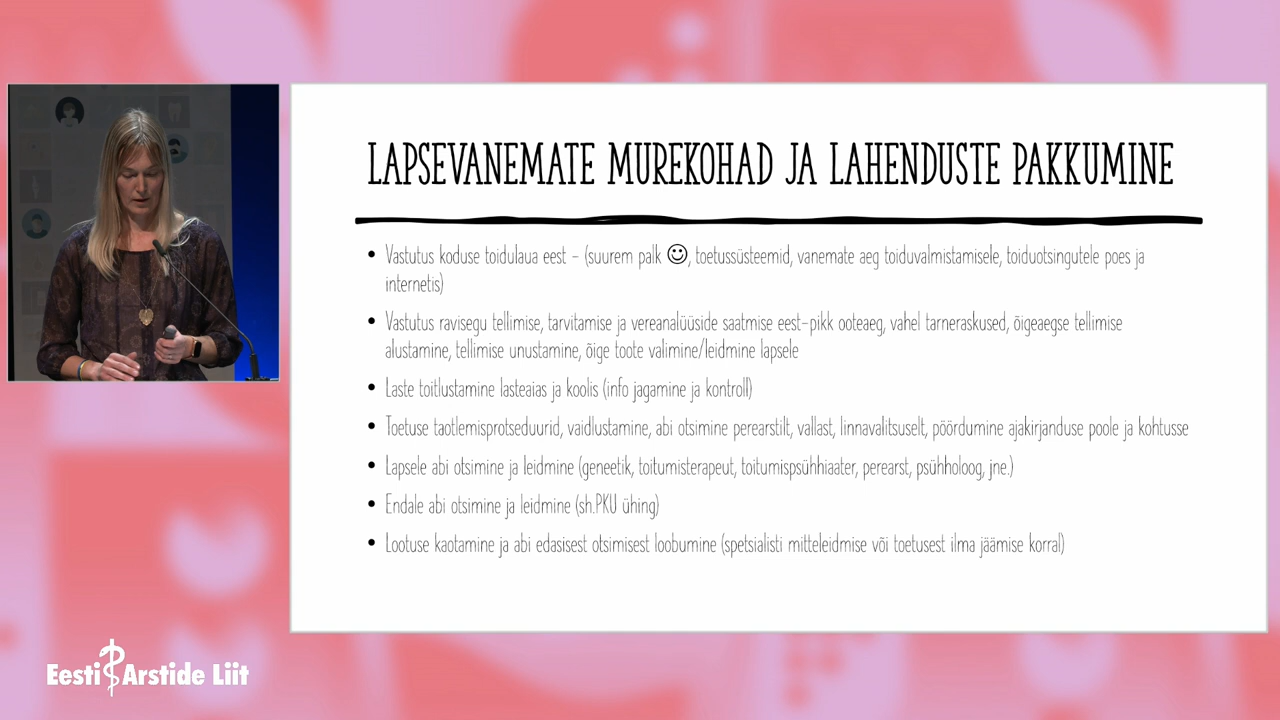 LAPSEVANEMATE MUREKOHAD JA LAHENDUSTE PAKKUMINE
• Vastutus koduse toidulaua eest – (suurem palk ☺, toetussüsteemid, vanemate aeg toiduvalmistamisele, toiduotsingutele poes ja
internetis)
• Vastutus ravisegu tellimise, tarvitamise ja vereanalüüside saatmise eest–pikk ooteaeg, vahel tarneraskused, õigeaegse tellimise
alustamine, tellimise unustamine, õige toote valimine/leidmine lapsele
• Laste toitlustamine lasteaias ja koolis (info jagamine ja kontroll)
• Toetuse taotlemisprotseduurid, vaidlustamine, abi otsimine perearstilt, vallast, linnavalitsuselt, pöördumine ajakirjanduse poole ja kohtusse
• Lapsele abi otsimine ja leidmine (geneetik, toitumisterapeut, toitumispsühhiaater, perearst, psühholoog, jne.)
• Endale abi otsimine ja leidmine (sh.PKU ühing)
• Lootuse kaotamine ja abi edasisest otsimisest loobumine (spetsialisti mitteleidmise või toetusest ilma jäämise korral)
Eesti Arstide Liit